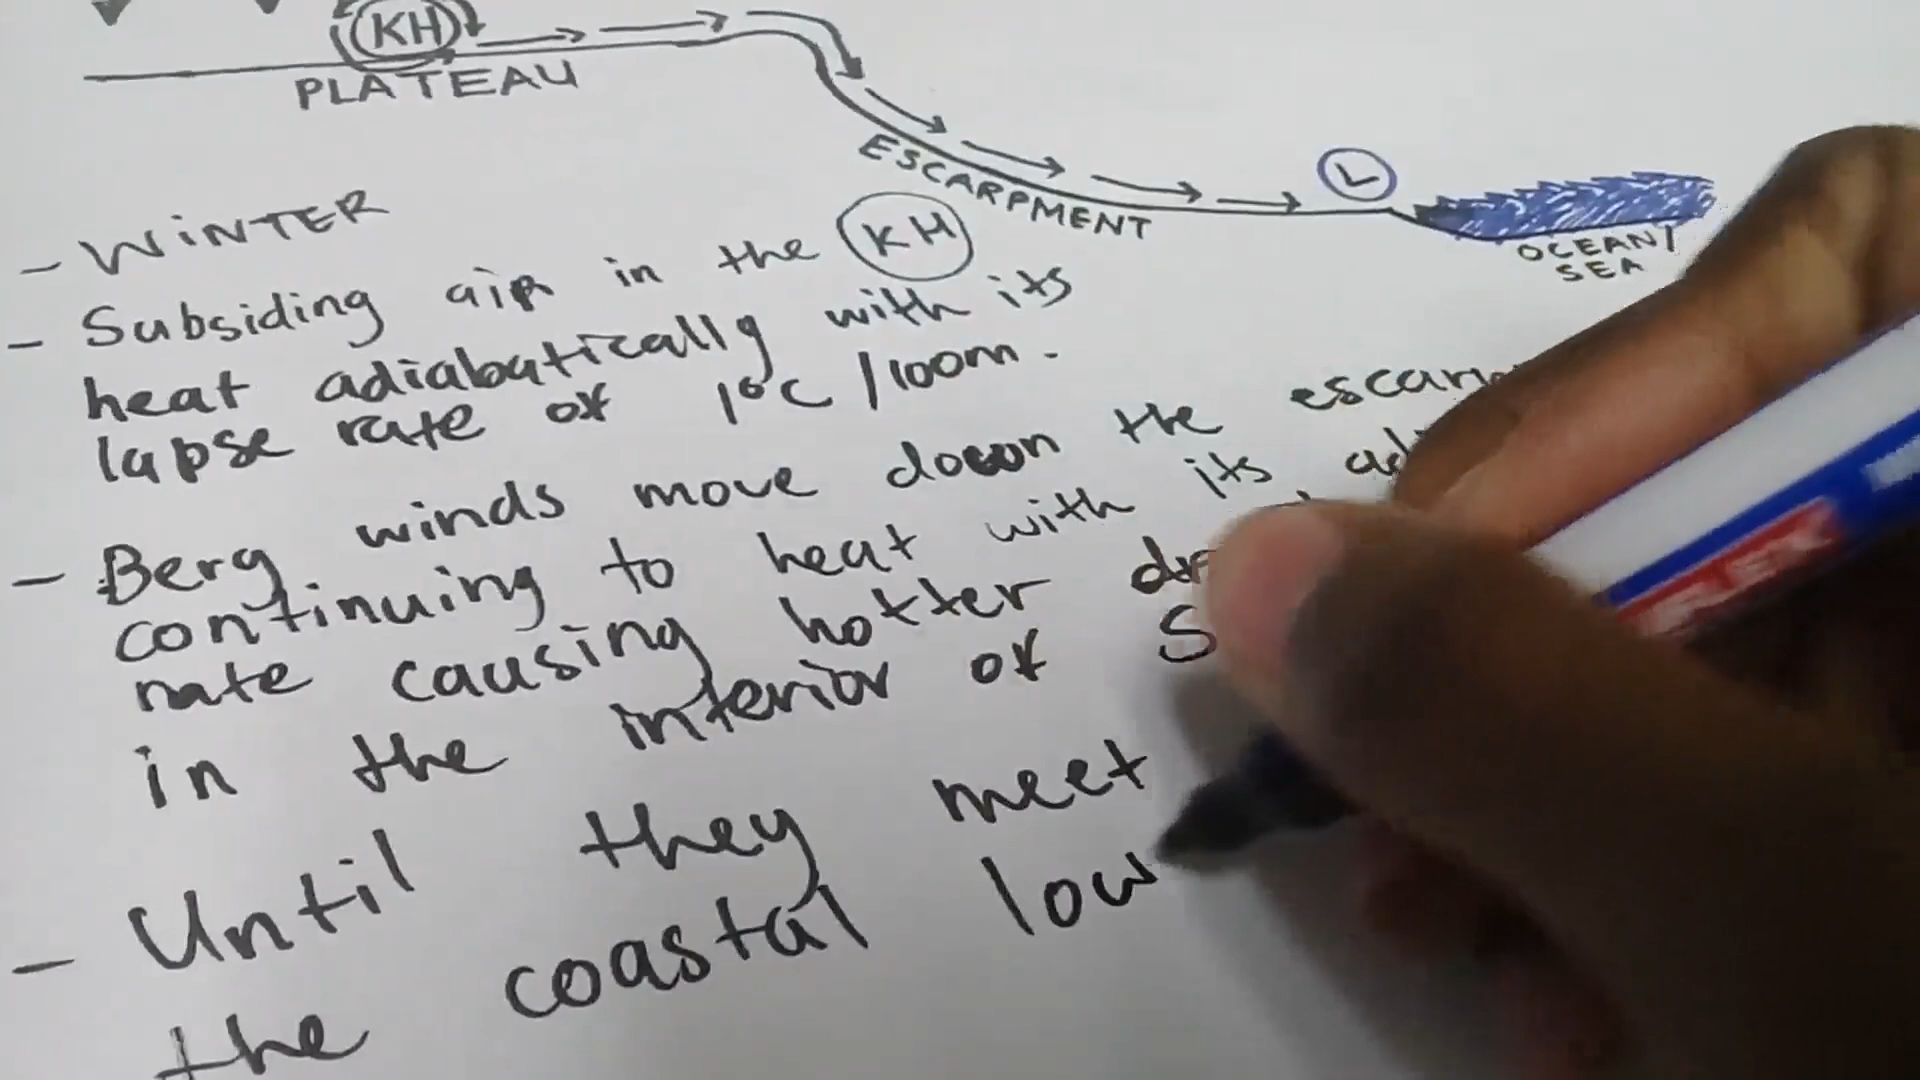 KH
PLATEAU
ESCARPMENT
L
OCEAN/
SEA
- WINTER
- Subsiding air in the KH
heat adiabatically with its
lapse rate of 1°C /100m.
- Berg winds move down the
continuing to heat with its
rate causing hotter
in the interior of
- Until they meet
the coastal low